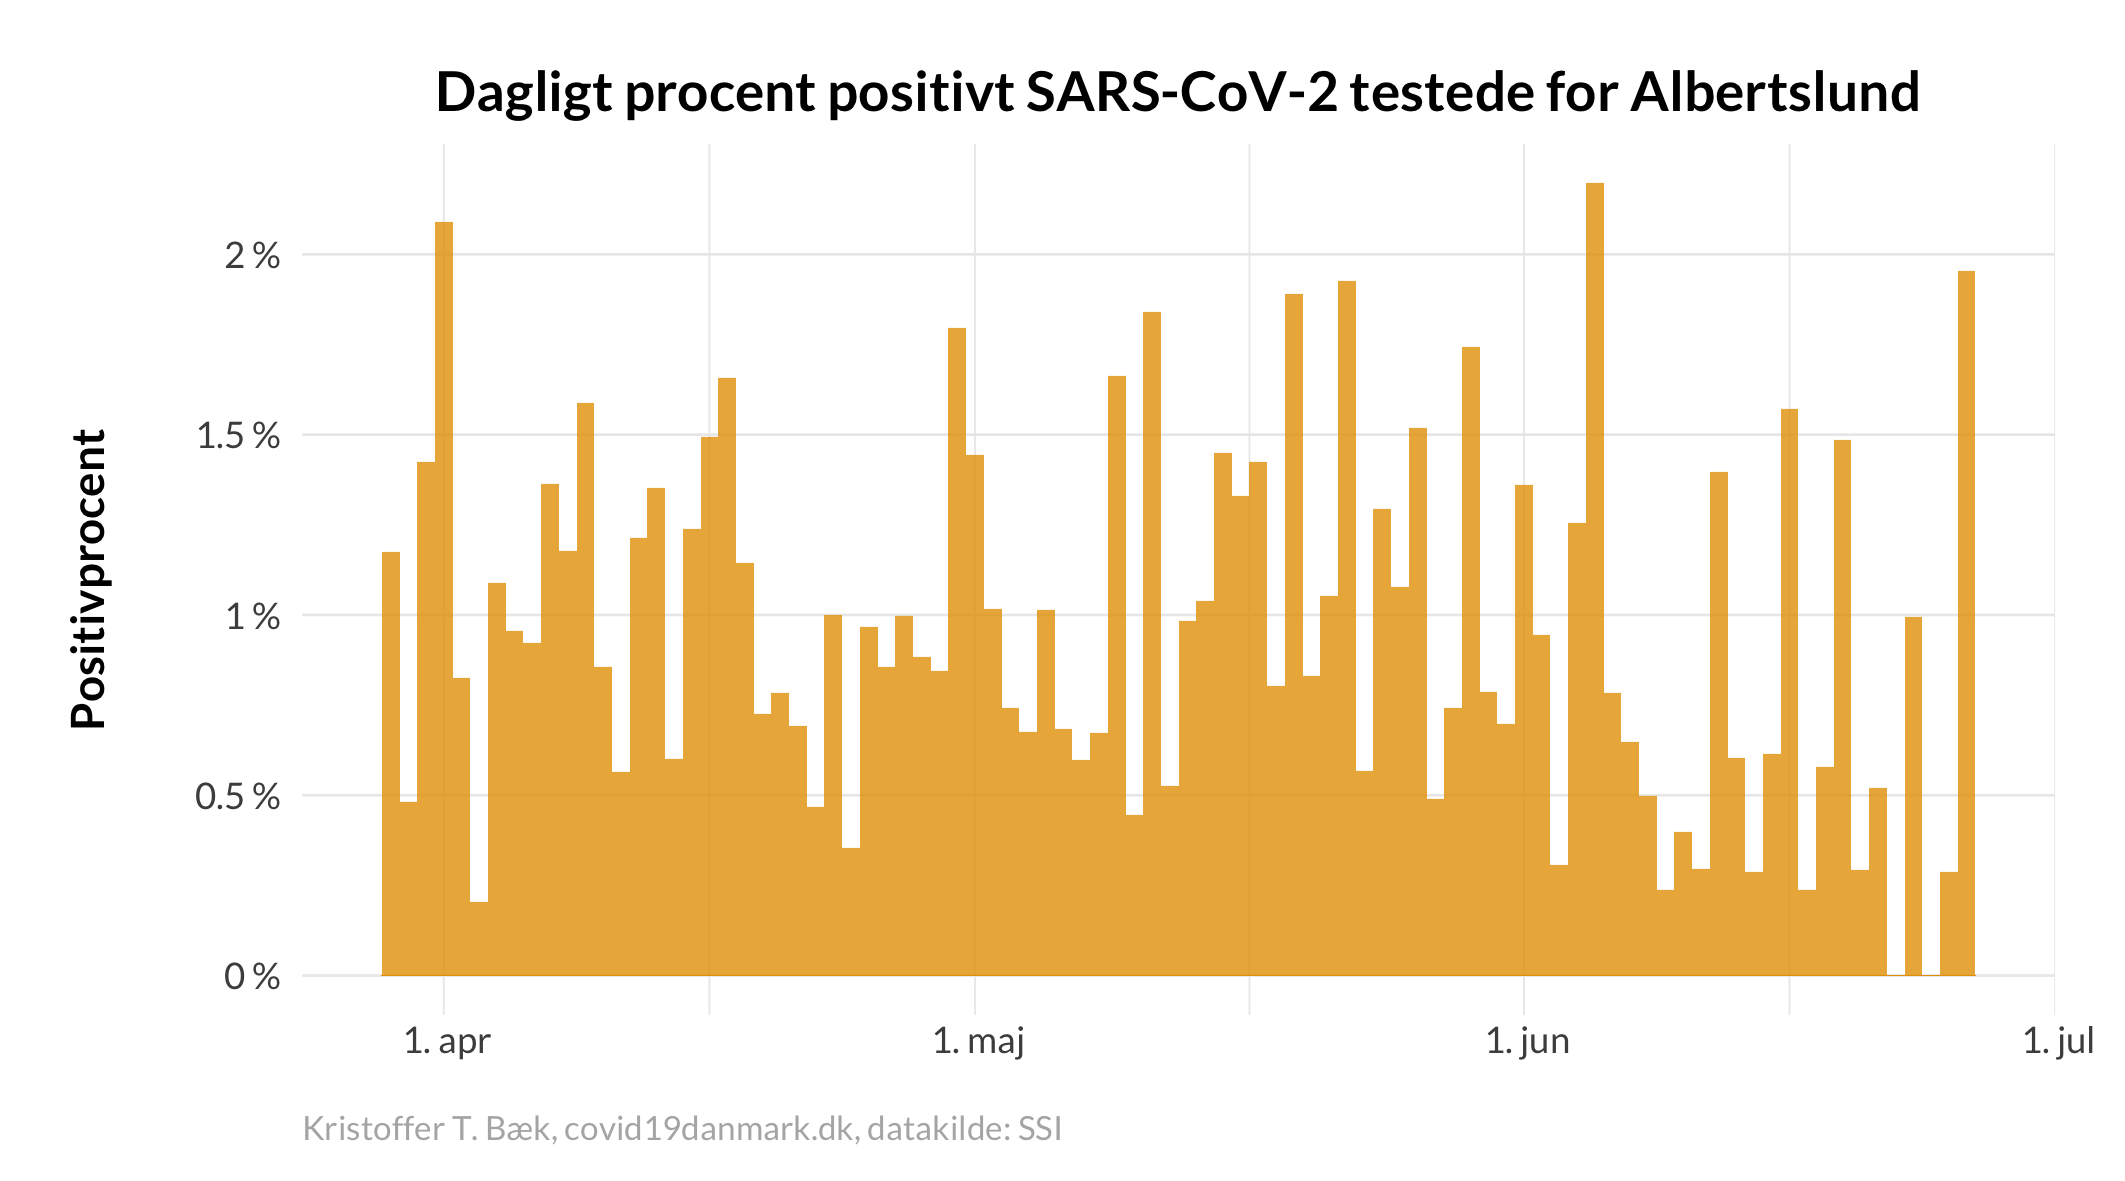 Dagligt procent positivt SARS-CoV-2 testede for Albertslund
Positivprocent
2 %
1.5 %
1 %
0.5 %
0 %
1. apr
1. maj
1. jun
1. jul
Kristoffer T. Bæk, covid19danmark.dk, datakilde: SSI